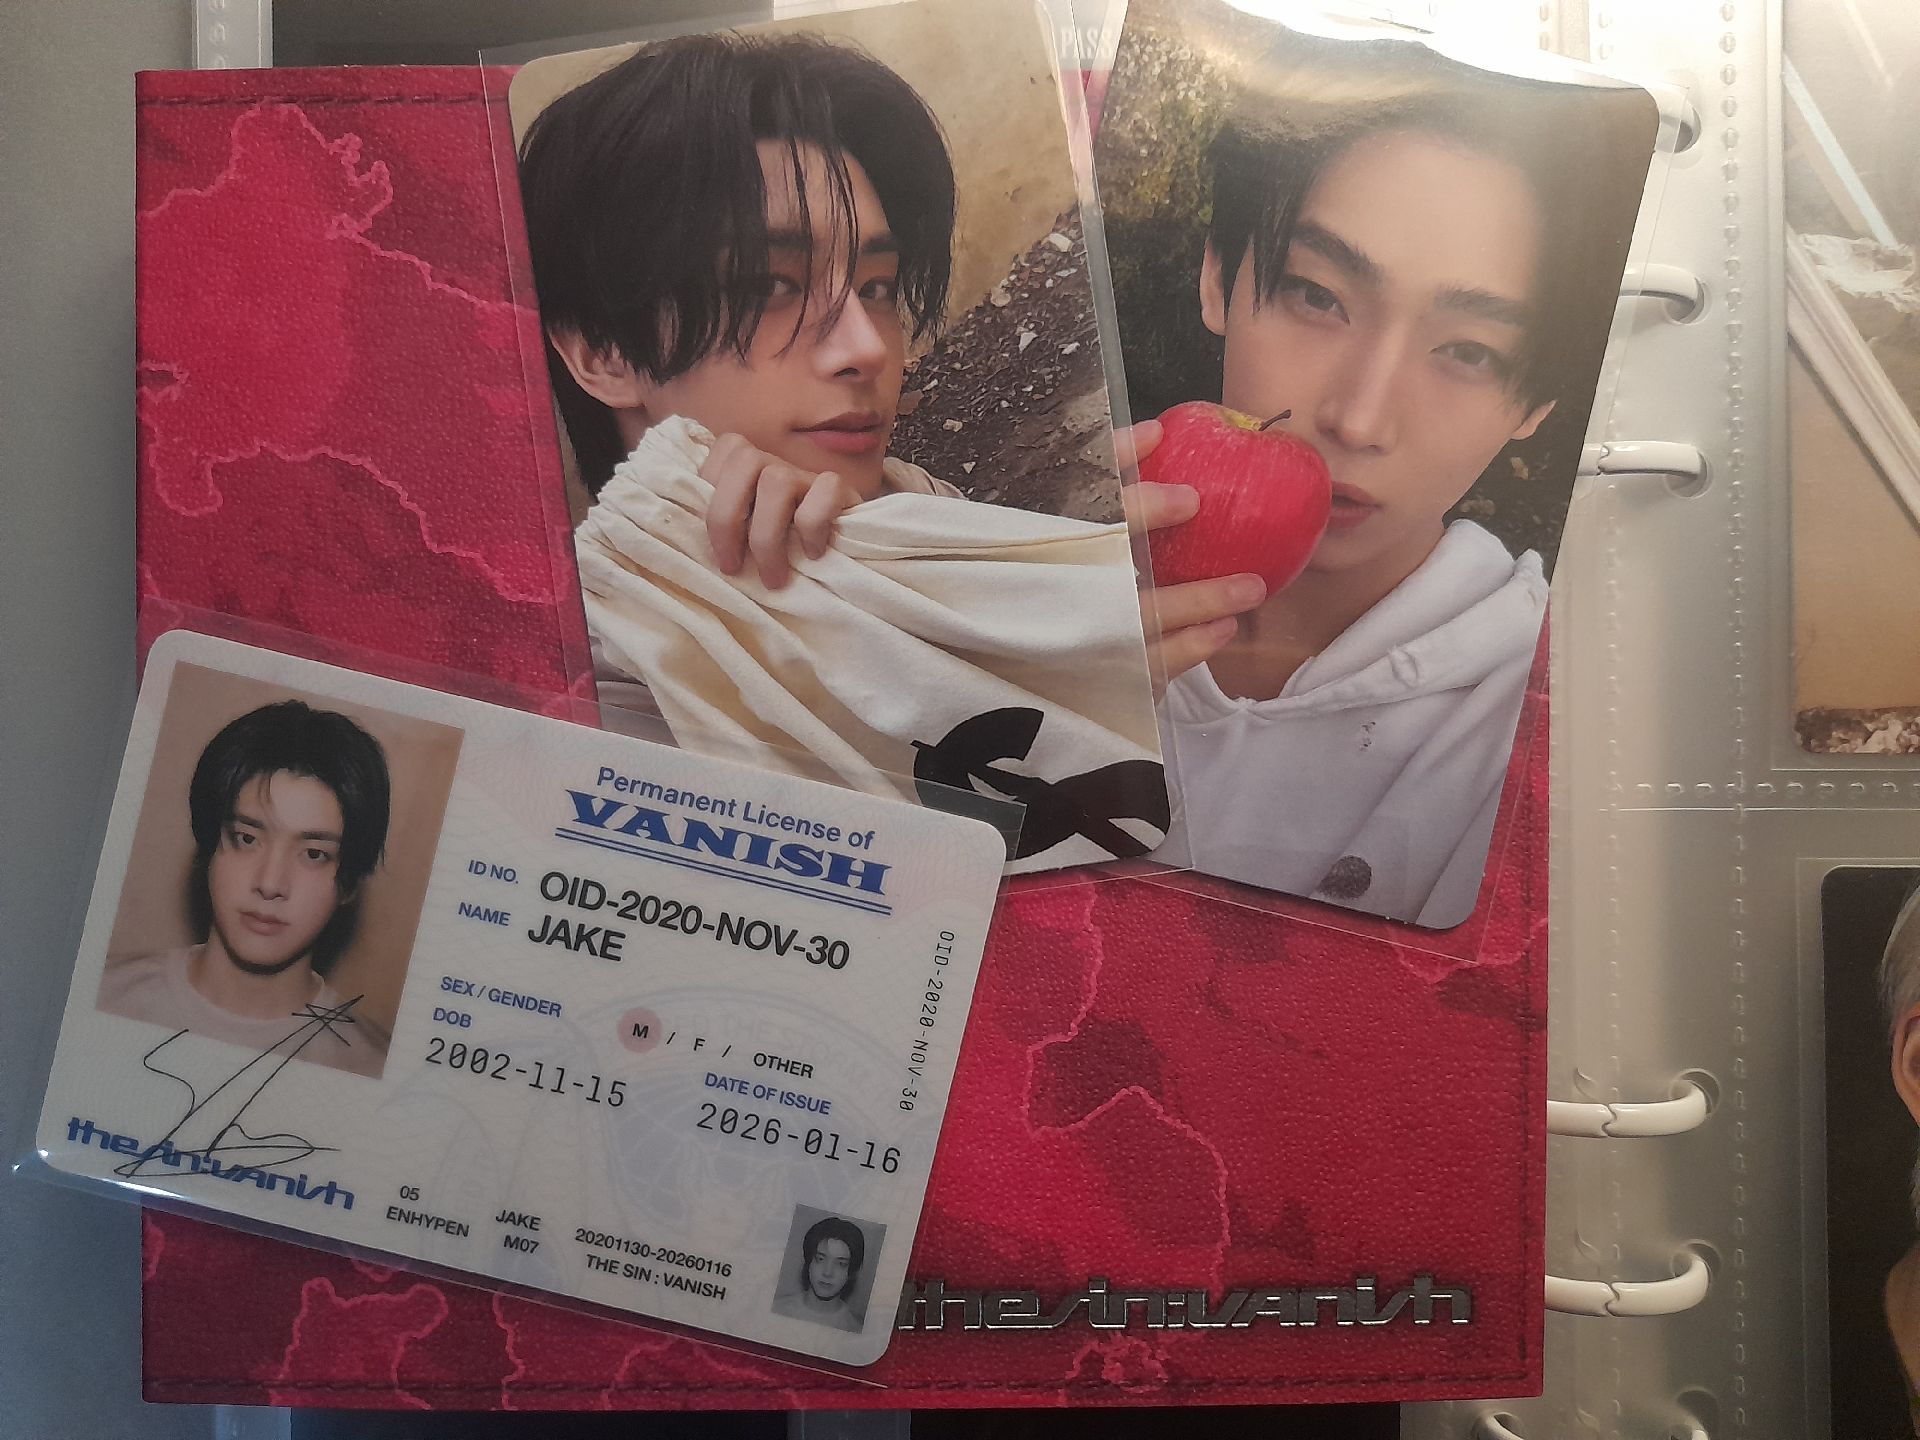 PASS
Permanent License of
VANISH
ID NO. OID-2020-NOV-30
NAME JAKE
SEX / GENDER M / F / OTHER
DOB DATE OF ISSUE
2002-11-15 2026-01-16
OID-2020-NOV-30
the sin:vanish
05 JAKE 20201130-20260116
ENHYPEN M07 THE SIN : VANISH
the sin:vanish